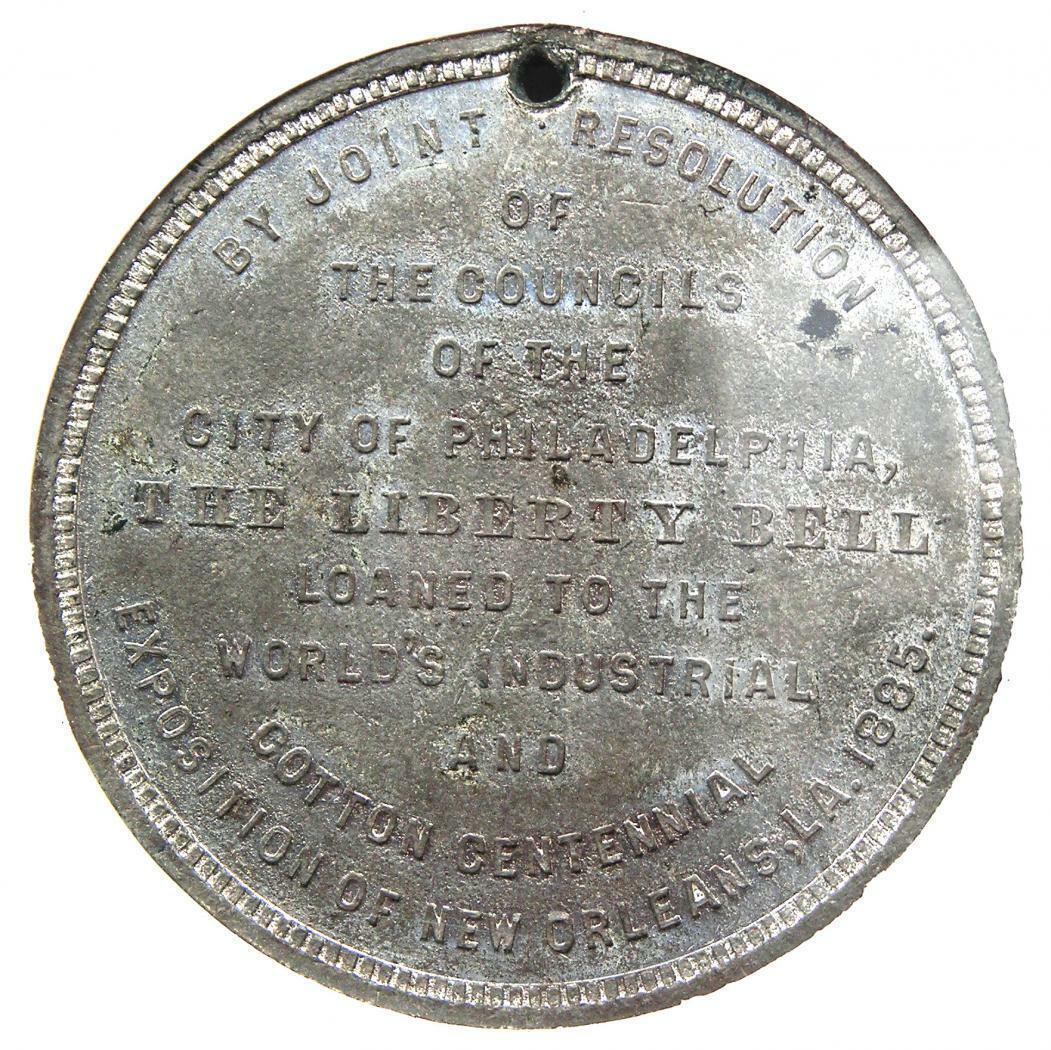 BY JOINT RESOLUTION
OF
THE COUNCILS
OF THE
CITY OF PHILADELPHIA,
THE LIBERTY BELL
LOANED TO THE
WORLD'S INDUSTRIAL
AND
COTTON CENTENNIAL
EXPOSITION OF NEW ORLEANS, LA. 1885.